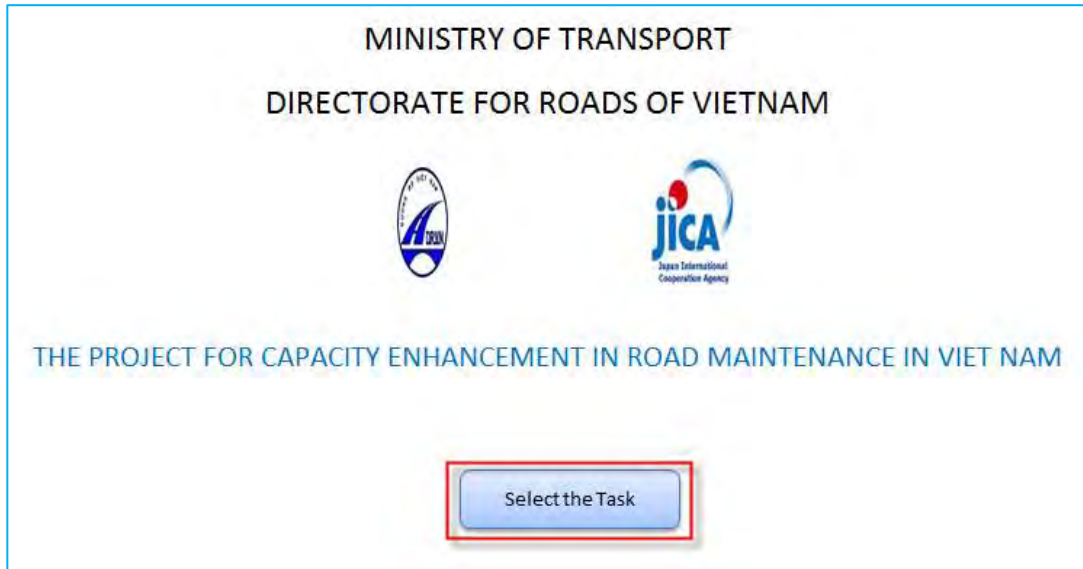 MINISTRY OF TRANSPORT
DIRECTORATE FOR ROADS OF VIETNAM
jica
Japan International
Cooperation Agency
THE PROJECT FOR CAPACITY ENHANCEMENT IN ROAD MAINTENANCE IN VIET NAM
Select the Task